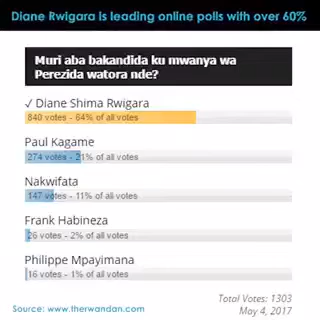 Diane Rwigara is leading online polls with over 60%
Muri aba bakandida ku mwanya wa
Perezida watora nde?
✓ Diane Shima Rwigara
840 votes - 64% of all votes
Paul Kagame
274 votes - 21% of all votes
Nakwifata
147 votes - 11% of all votes
Frank Habineza
26 votes - 2% of all votes
Philippe Mpayimana
16 votes - 1% of all votes
Total Votes: 1303
Source: www.therwandan.com
May 4, 2017